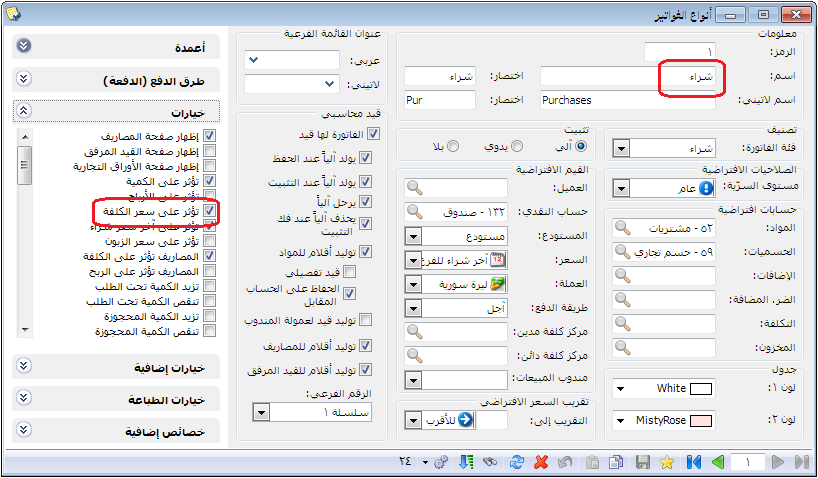 أنواع الفواتير
معلومات
الرمز:
١
اسم:
شراء
اختصار:
شراء
اسم لاتيني:
Purchases
اختصار:
Pur
تصنيف
فئة الفاتورة:
شراء
تثبيت
آلي
يدوي
بلا
الصلاحيات الافتراضية
مستوى السرّية:
عام
حسابات افتراضية
المواد:
٥٢ - مشتريات
الحسميات:
٥٩ - حسم تجاري
الإضافات:
الضر. المضافة:
التكلفة:
المخزون:
جدول
لون ١:
White
لون ٢:
MistyRose
القيم الافتراضية
العميل:
حساب النقدي:
١٣٢ - صندوق
المستودع:
مستودع
السعر:
آخر شراء للفرع
العملة:
ليرة سورية
طريقة الدفع:
آجل
مركز كلفة مدين:
مركز كلفة دائن:
مندوب المبيعات:
تقريب السعر الافتراضي
التقريب إلى:
للأقرب
عنوان القائمة الفرعية
عربي:
لاتيني:
قيد محاسبي
الفاتورة لها قيد
يولد آلياً عند الحفظ
يولد آلياً عند التثبيت
يرحل آلياً
يحذف آلياً عند فك
التثبيت
توليد أقلام للمواد
قيد تفصيلي
الحفاظ على الحساب
المقابل
توليد قيد لعمولة المندوب
توليد أقلام للمصاريف
توليد أقلام للقيد المرفق
الرقم الفرعي:
سلسلة ١
أعمدة
طرق الدفع (الدفعة)
خيارات
إظهار صفحة المصاريف
إظهار صفحة القيد المرفق
إظهار صفحة الأوراق التجارية
تؤثر على الكمية
تؤثر على الأرباح
تؤثر على سعر الكلفة
تؤثر على آخر سعر شراء
تؤثر على سعر الزبون
المصاريف تؤثر على الكلفة
المصاريف تؤثر على الربح
تزيد الكمية تحت الطلب
تنقص الكمية تحت الطلب
تزيد الكمية المحجوزة
تنقص الكمية المحجوزة
خيارات إضافية
خيارات الطباعة
خصائص إضافية
١
٢٤